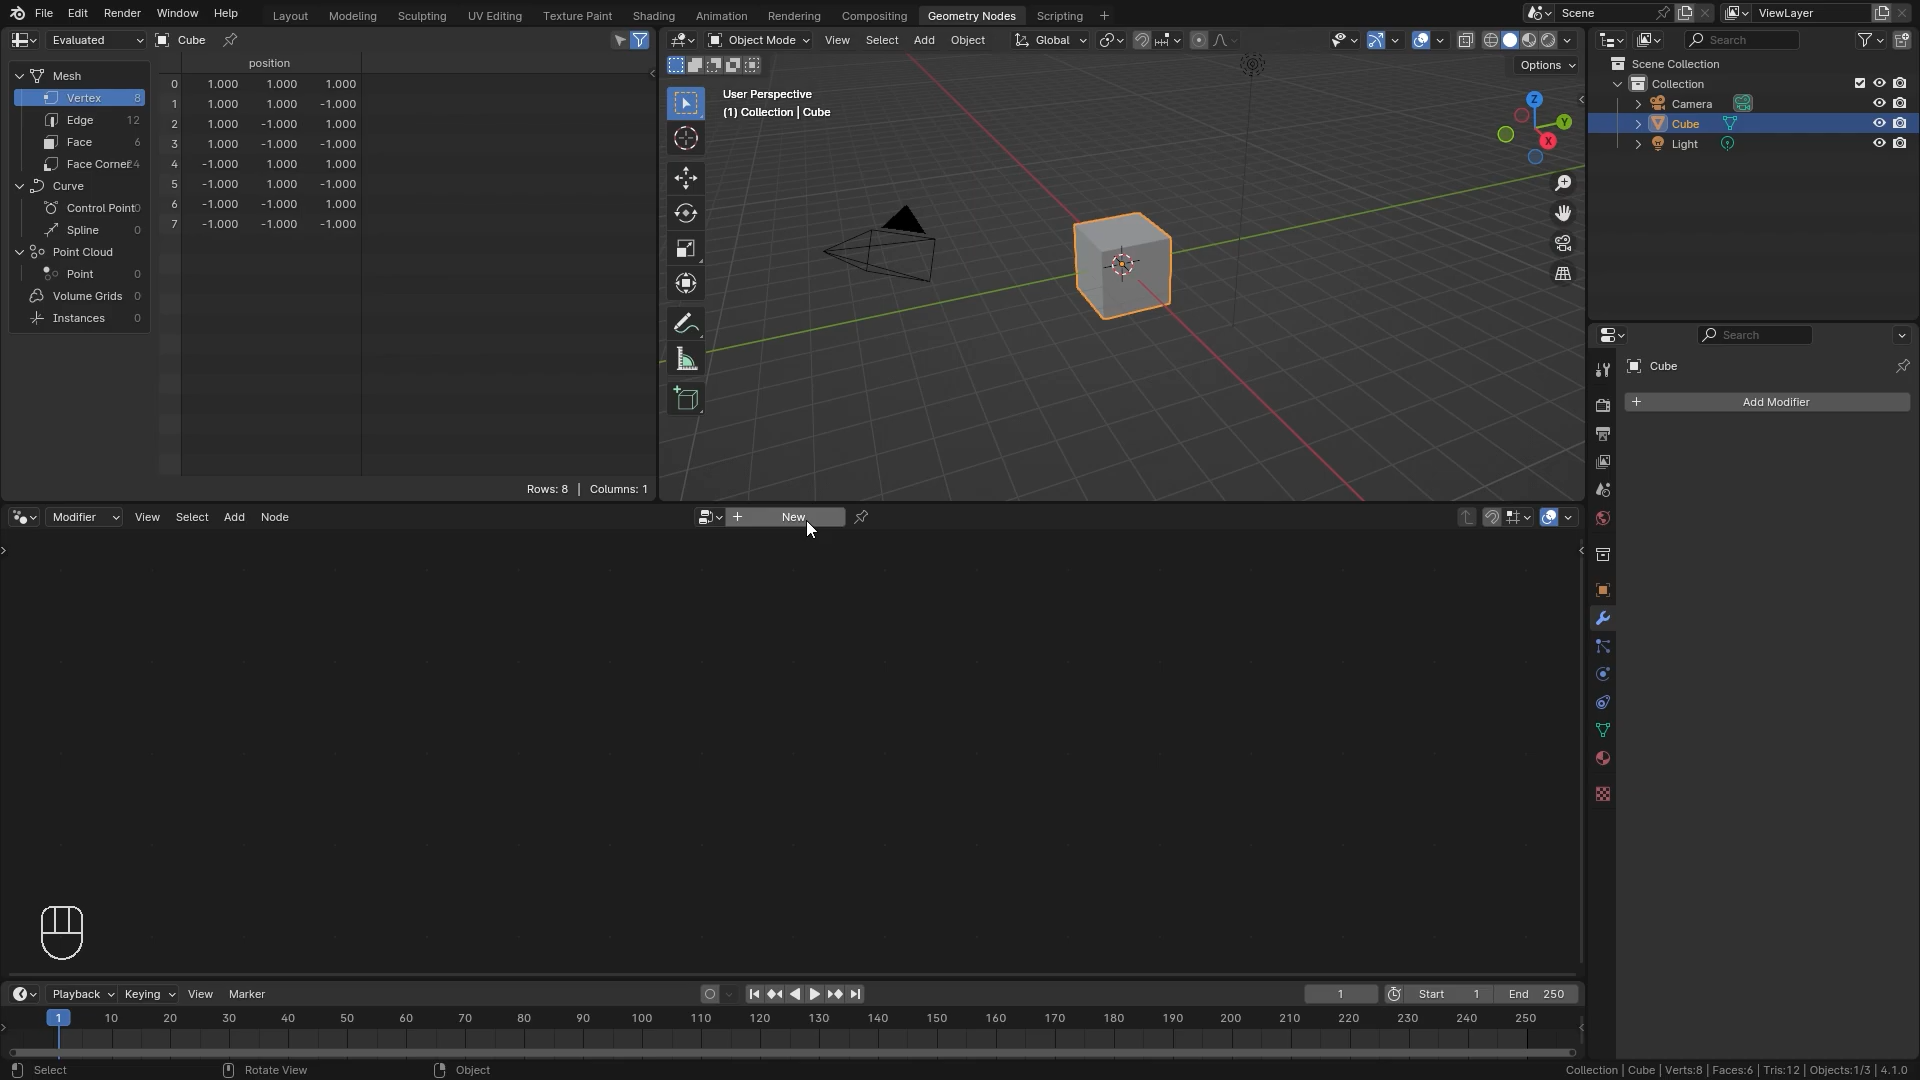 File Edit Render Window Help Layout Modeling Sculpting UV Editing Texture Paint Shading Animation Rendering Compositing Geometry Nodes Scripting + Scene ViewLayer
Evaluated Cube
Object Mode View Select Add Object Global
Search
position
Options
Mesh
Vertex 8
Edge 12
Face 6
Face Corner 24
Curve
Control Point 0
Spline 0
Point Cloud
Point 0
Volume Grids 0
Instances 0
0 1.000 1.000 1.000
1 1.000 1.000 -1.000
2 1.000 -1.000 1.000
3 1.000 -1.000 -1.000
4 -1.000 1.000 1.000
5 -1.000 1.000 -1.000
6 -1.000 -1.000 1.000
7 -1.000 -1.000 -1.000
Rows: 8 | Columns: 1
User Perspective
(1) Collection | Cube
Z
Y
X
Scene Collection
Collection
Camera
Cube
Light
Search
Cube
+ Add Modifier
Modifier View Select Add Node + New
Playback Keying View Marker 1 Start 1 End 250
1 10 20 30 40 50 60 70 80 90 100 110 120 130 140 150 160 170 180 190 200 210 220 230 240 250
Select Rotate View Object Collection | Cube | Verts:8 | Faces:6 | Tris:12 | Objects:1/3 | 4.1.0